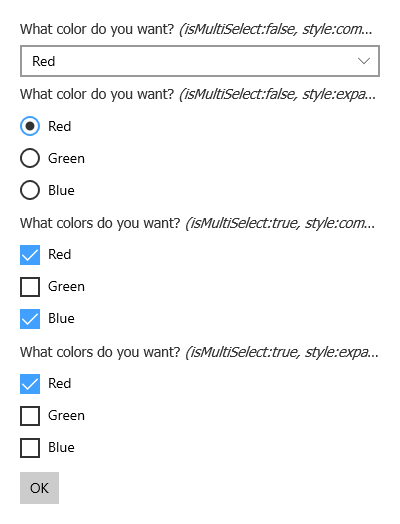 What color do you want? (isMultiSelect:false, style:com...
Red
What color do you want? (isMultiSelect:false, style:expa...
Red
Green
Blue
What colors do you want? (isMultiSelect:true, style:com...
Red
Green
Blue
What colors do you want? (isMultiSelect:true, style:expa...
Red
Green
Blue
OK